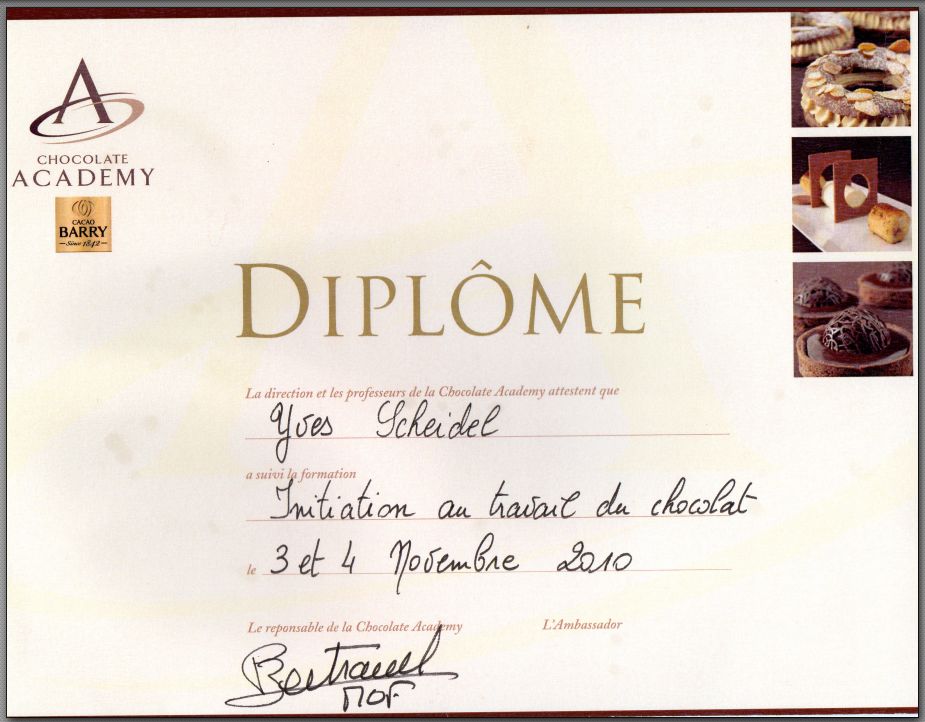 CHOCOLATE
ACADEMY
CACAO
BARRY
Since 1842
DIPLÔME
La direction et les professeurs de la Chocolate Academy attestent que
Yves Scheidel
a suivi la formation
Initiation au travail du chocolat
le 3 et 4 Novembre 2010
Le reponsable de la Chocolate Academy
L'Ambassador
MOF